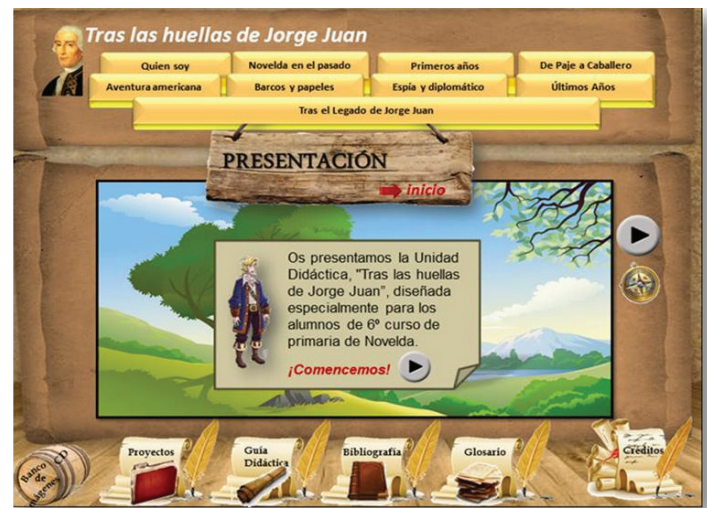 Tras las huellas de Jorge Juan
Quien soy
Novelda en el pasado
Primeros años
De Paje a Caballero
Aventura americana
Barcos y papeles
Espía y diplomático
Últimos Años
Tras el Legado de Jorge Juan
PRESENTACIÓN
inicio
Os presentamos la Unidad
Didáctica, "Tras las huellas
de Jorge Juan", diseñada
especialmente para los
alumnos de 6º curso de
primaria de Novelda.
¡Comencemos!
Banco
de
imágenes
CD
Proyectos
Guía
Didáctica
Bibliografía
Glosario
Créditos